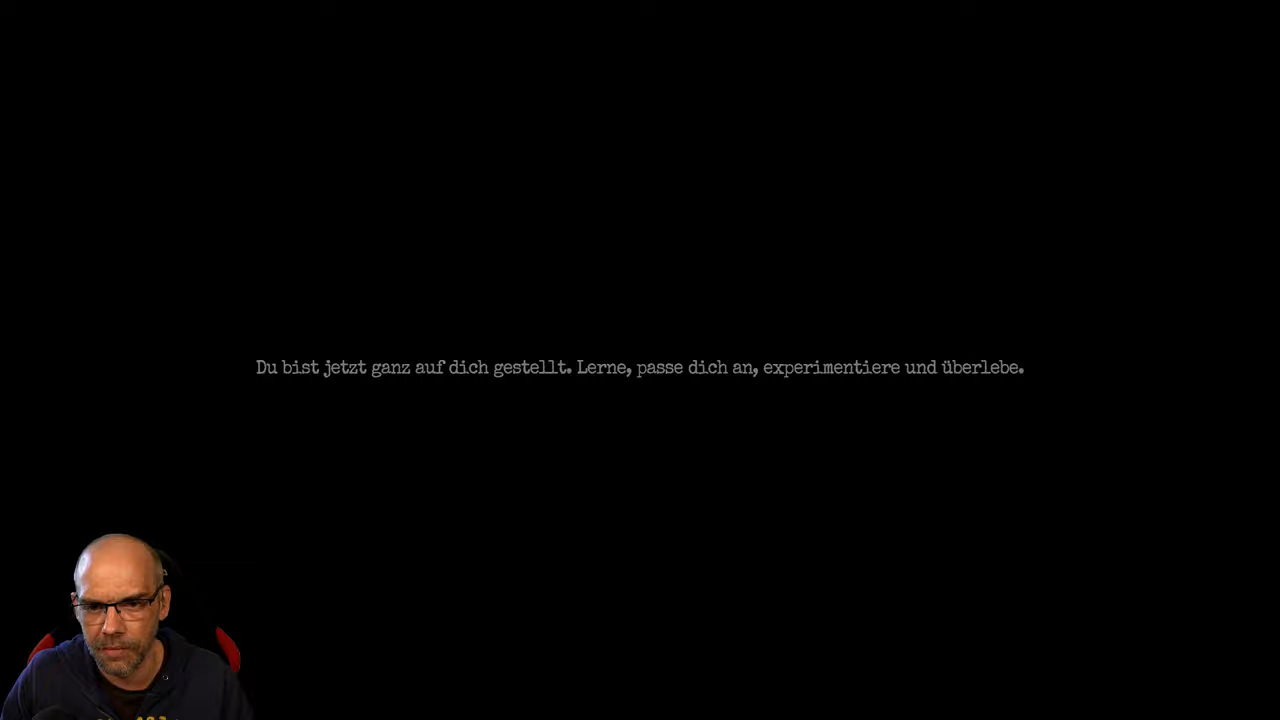 Du bist jetzt ganz auf dich gestellt. Lerne, passe dich an, experimentiere und überlebe.